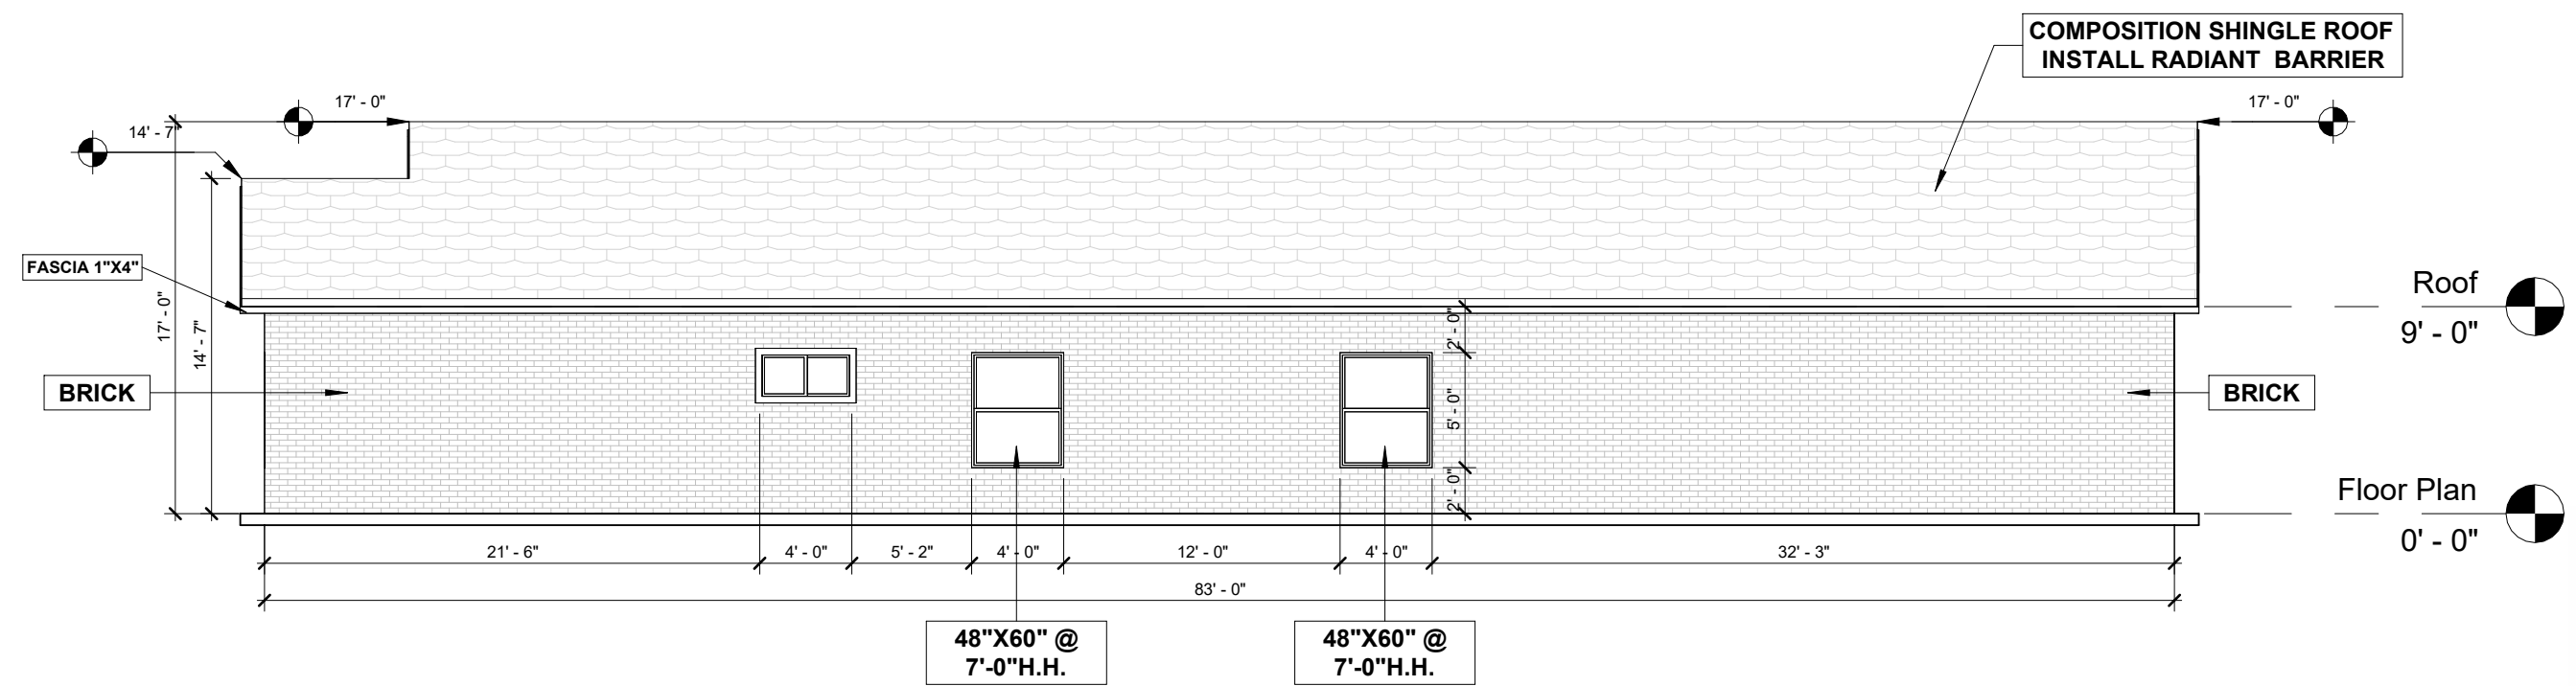 COMPOSITION SHINGLE ROOF
INSTALL RADIANT BARRIER
17' - 0"
17' - 0"
14' - 7"
FASCIA 1"X4"
17' - 0"
14' - 7"
Roof
9' - 0"
2' - 0"
5' - 0"
2' - 0"
BRICK
BRICK
Floor Plan
0' - 0"
21' - 6"
4' - 0"
5' - 2"
4' - 0"
12' - 0"
4' - 0"
32' - 3"
83' - 0"
48"X60" @
7'-0"H.H.
48"X60" @
7'-0"H.H.